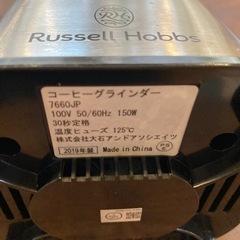 Russell Hobbs
コーヒーグラインダー
7660JP
100V 50/60Hz 150W
30秒定格
温度ヒューズ 125℃
株式会社大石アンドアソシエイツ
2019年製 Made in China